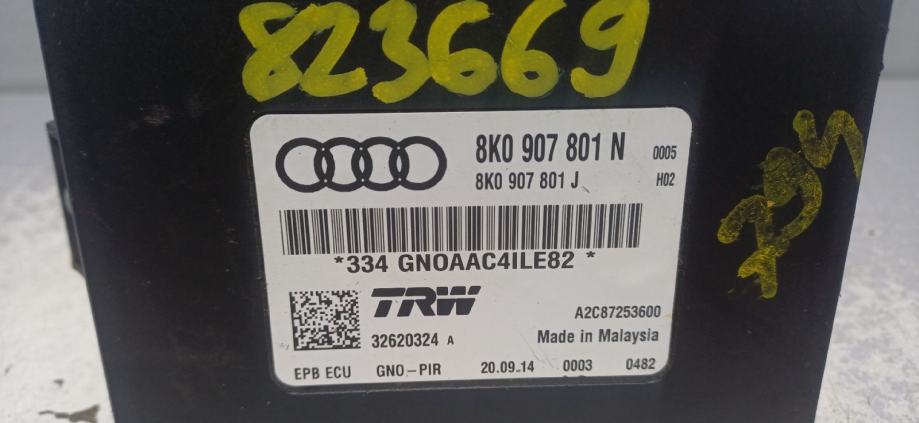 823669
8K0 907 801 N 0005
8K0 907 801 J H02
*334 GNOAAC4ILE82 *
TRW
A2C87253600
32620324 A
Made in Malaysia
EPB ECU GNO-PIR 20.09.14 0003 0482